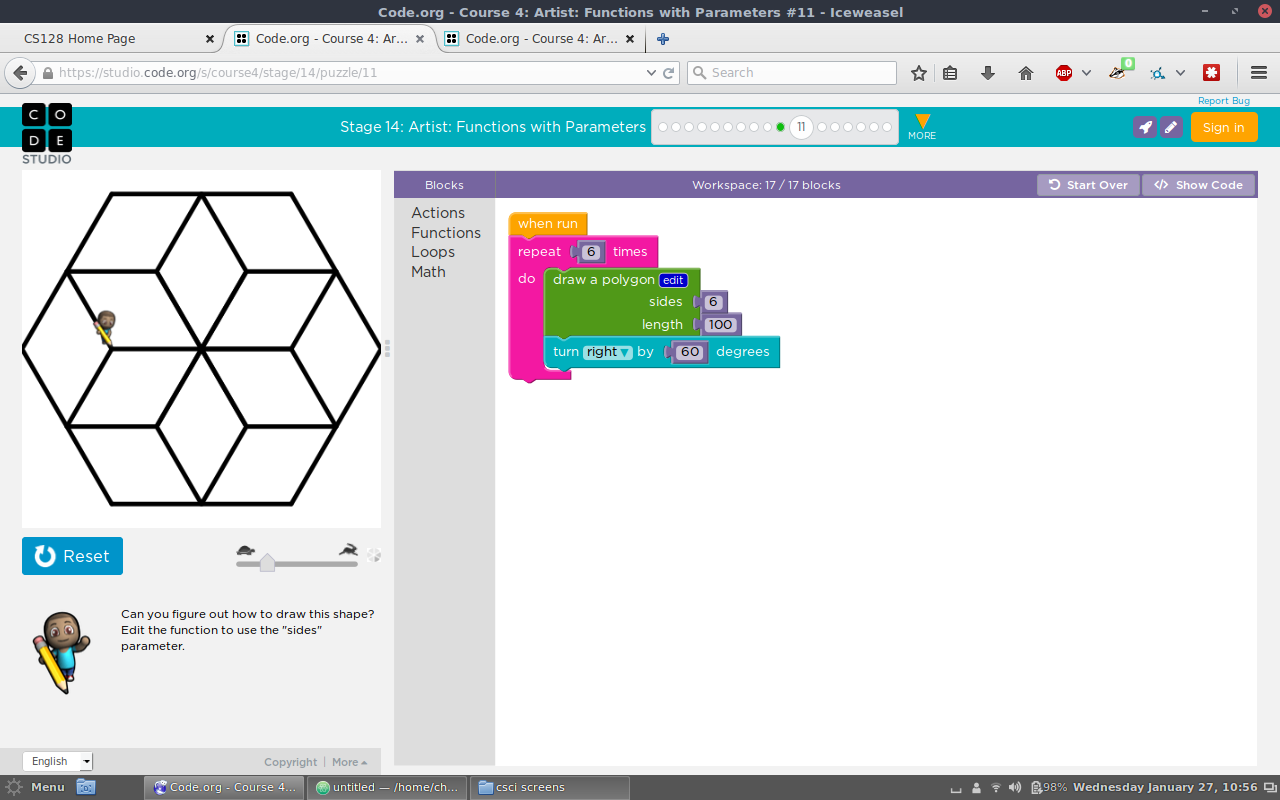 Code.org - Course 4: Artist: Functions with Parameters #11 - Iceweasel
CS128 Home Page
Code.org - Course 4: Ar...
Code.org - Course 4: Ar...
https://studio.code.org/s/course4/stage/14/puzzle/11
Search
ABP
0
Report Bug
CODE
STUDIO
Stage 14: Artist: Functions with Parameters
11
MORE
Sign in
Blocks
Workspace: 17 / 17 blocks
Start Over
</> Show Code
Actions
Functions
Loops
Math
when run
repeat 6 times
do
draw a polygon edit
sides 6
length 100
turn right by 60 degrees
Reset
Can you figure out how to draw this shape?
Edit the function to use the "sides"
parameter.
English
Copyright | More
Menu
Code.org - Course 4...
untitled — /home/ch...
csci screens
98%
Wednesday January 27, 10:56